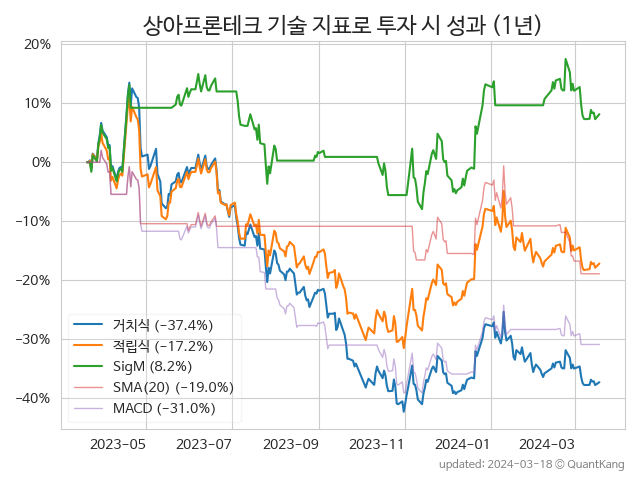 상아프론테크 기술 지표로 투자 시 성과 (1년)
20%
10%
0%
−10%
−20%
−30%
−40%
거치식 (−37.4%)
적립식 (−17.2%)
SigM (8.2%)
SMA(20) (−19.0%)
MACD (−31.0%)
2023-05
2023-07
2023-09
2023-11
2024-01
2024-03
updated: 2024-03-18 © QuantKang